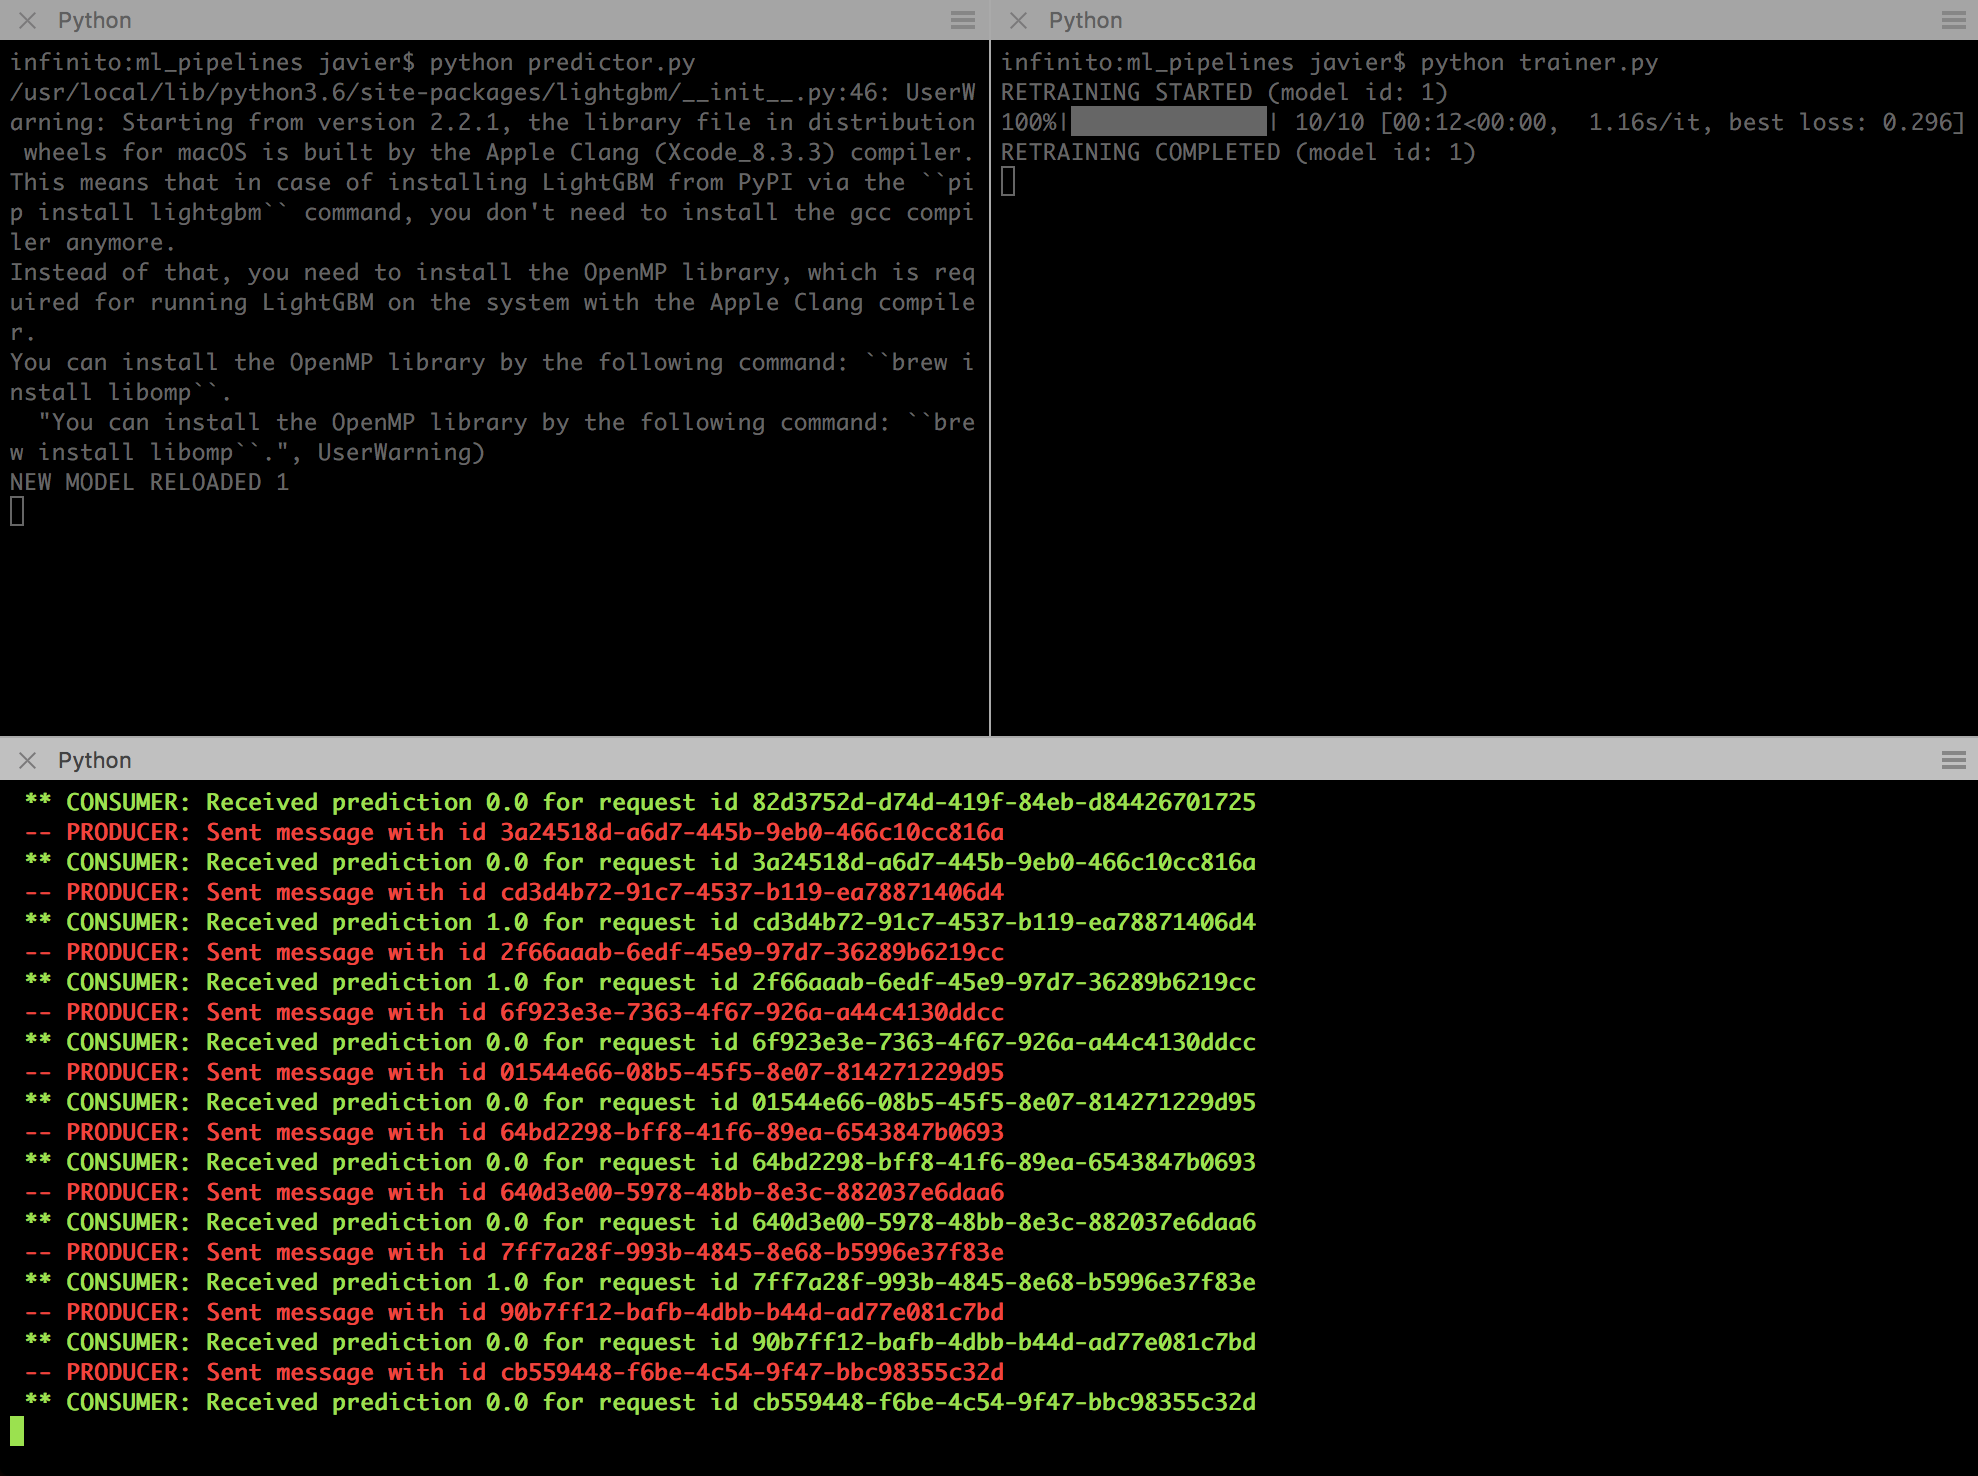 Python
infinito:ml_pipelines javier$ python predictor.py
/usr/local/lib/python3.6/site-packages/lightgbm/__init__.py:46: UserW
arning: Starting from version 2.2.1, the library file in distribution
 wheels for macOS is built by the Apple Clang (Xcode_8.3.3) compiler.
This means that in case of installing LightGBM from PyPI via the ``pi
p install lightgbm`` command, you don't need to install the gcc compi
ler anymore.
Instead of that, you need to install the OpenMP library, which is req
uired for running LightGBM on the system with the Apple Clang compile
r.
You can install the OpenMP library by the following command: ``brew i
nstall libomp``.
  "You can install the OpenMP library by the following command: ``bre
w install libomp``.", UserWarning)
NEW MODEL RELOADED 1
Python
infinito:ml_pipelines javier$ python trainer.py
RETRAINING STARTED (model id: 1)
100%|██████████████| 10/10 [00:12<00:00,  1.16s/it, best loss: 0.296]
RETRAINING COMPLETED (model id: 1)
Python
 ** CONSUMER: Received prediction 0.0 for request id 82d3752d-d74d-419f-84eb-d84426701725
 -- PRODUCER: Sent message with id 3a24518d-a6d7-445b-9eb0-466c10cc816a
 ** CONSUMER: Received prediction 0.0 for request id 3a24518d-a6d7-445b-9eb0-466c10cc816a
 -- PRODUCER: Sent message with id cd3d4b72-91c7-4537-b119-ea78871406d4
 ** CONSUMER: Received prediction 1.0 for request id cd3d4b72-91c7-4537-b119-ea78871406d4
 -- PRODUCER: Sent message with id 2f66aaab-6edf-45e9-97d7-36289b6219cc
 ** CONSUMER: Received prediction 1.0 for request id 2f66aaab-6edf-45e9-97d7-36289b6219cc
 -- PRODUCER: Sent message with id 6f923e3e-7363-4f67-926a-a44c4130ddcc
 ** CONSUMER: Received prediction 0.0 for request id 6f923e3e-7363-4f67-926a-a44c4130ddcc
 -- PRODUCER: Sent message with id 01544e66-08b5-45f5-8e07-814271229d95
 ** CONSUMER: Received prediction 0.0 for request id 01544e66-08b5-45f5-8e07-814271229d95
 -- PRODUCER: Sent message with id 64bd2298-bff8-41f6-89ea-6543847b0693
 ** CONSUMER: Received prediction 0.0 for request id 64bd2298-bff8-41f6-89ea-6543847b0693
 -- PRODUCER: Sent message with id 640d3e00-5978-48bb-8e3c-882037e6daa6
 ** CONSUMER: Received prediction 0.0 for request id 640d3e00-5978-48bb-8e3c-882037e6daa6
 -- PRODUCER: Sent message with id 7ff7a28f-993b-4845-8e68-b5996e37f83e
 ** CONSUMER: Received prediction 1.0 for request id 7ff7a28f-993b-4845-8e68-b5996e37f83e
 -- PRODUCER: Sent message with id 90b7ff12-bafb-4dbb-b44d-ad77e081c7bd
 ** CONSUMER: Received prediction 0.0 for request id 90b7ff12-bafb-4dbb-b44d-ad77e081c7bd
 -- PRODUCER: Sent message with id cb559448-f6be-4c54-9f47-bbc98355c32d
 ** CONSUMER: Received prediction 0.0 for request id cb559448-f6be-4c54-9f47-bbc98355c32d